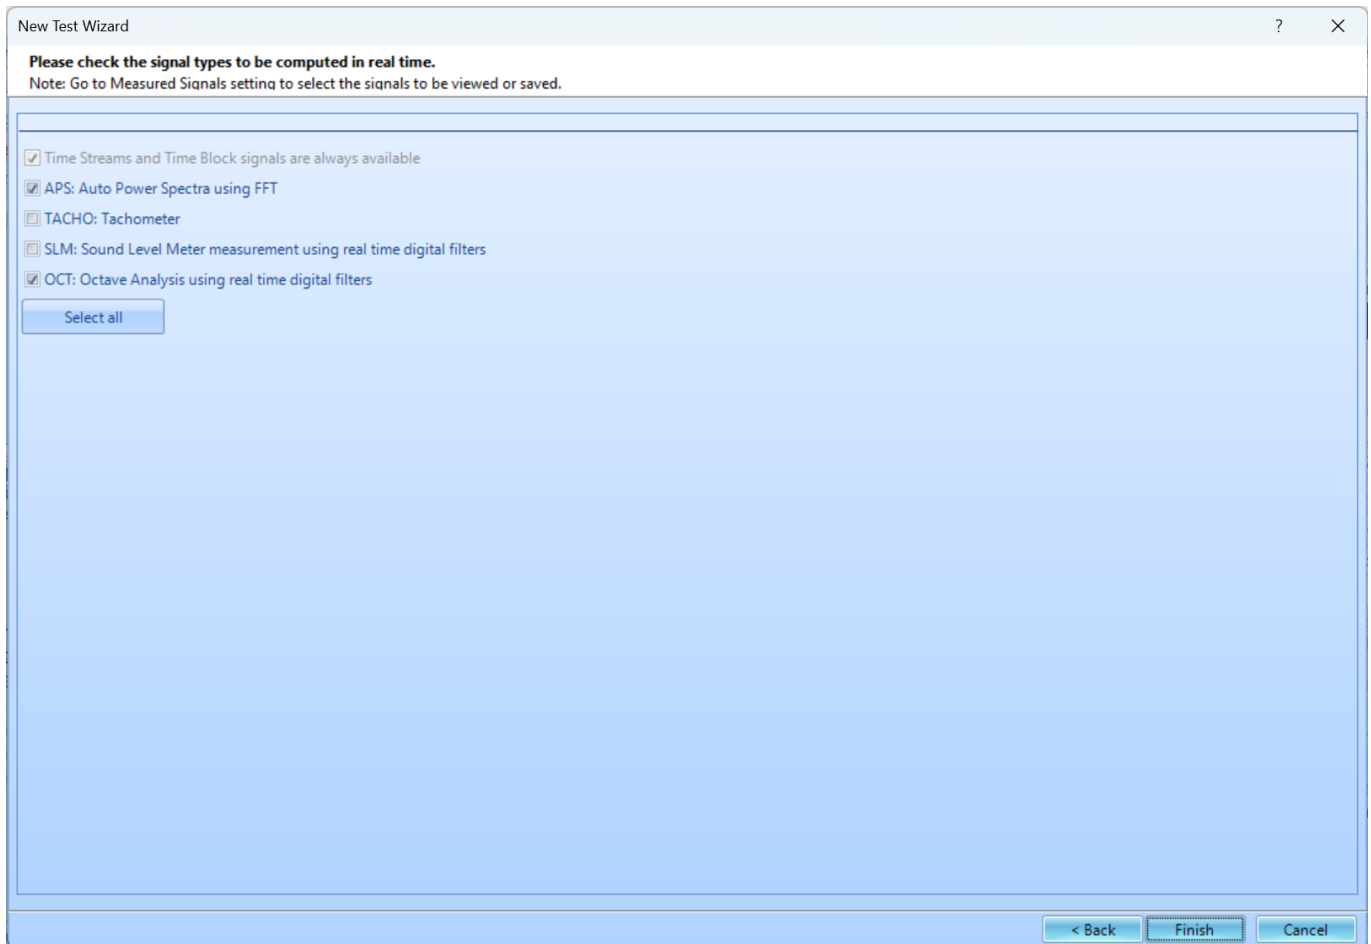 New Test Wizard
?
Please check the signal types to be computed in real time.
Note: Go to Measured Signals setting to select the signals to be viewed or saved.
Time Streams and Time Block signals are always available
APS: Auto Power Spectra using FFT
TACHO: Tachometer
SLM: Sound Level Meter measurement using real time digital filters
OCT: Octave Analysis using real time digital filters
Select all
< Back
Finish
Cancel